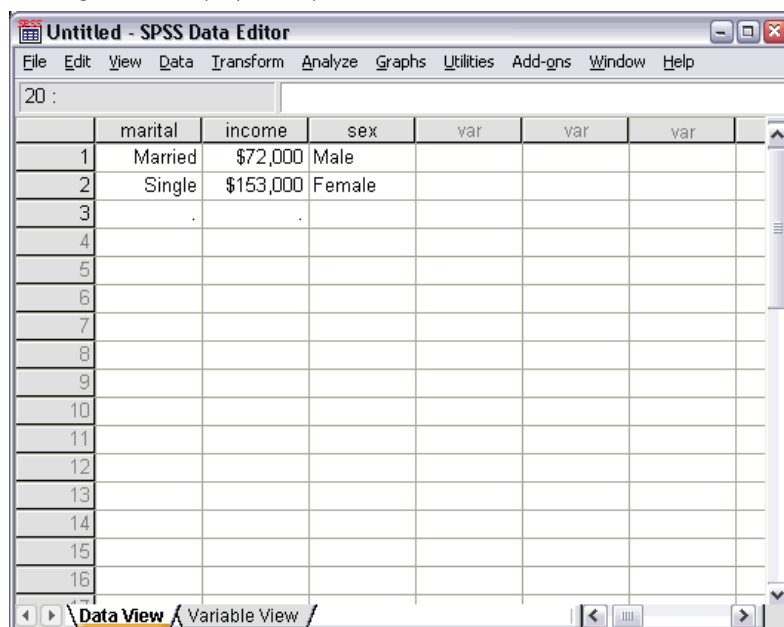 Untitled - SPSS Data Editor
File Edit View Data Transform Analyze Graphs Utilities Add-ons Window Help
20 :
marital income sex var var var
1 Married $72,000 Male
2 Single $153,000 Female
3 . .
4
5
6
7
8
9
10
11
12
13
14
15
16
Data View Variable View